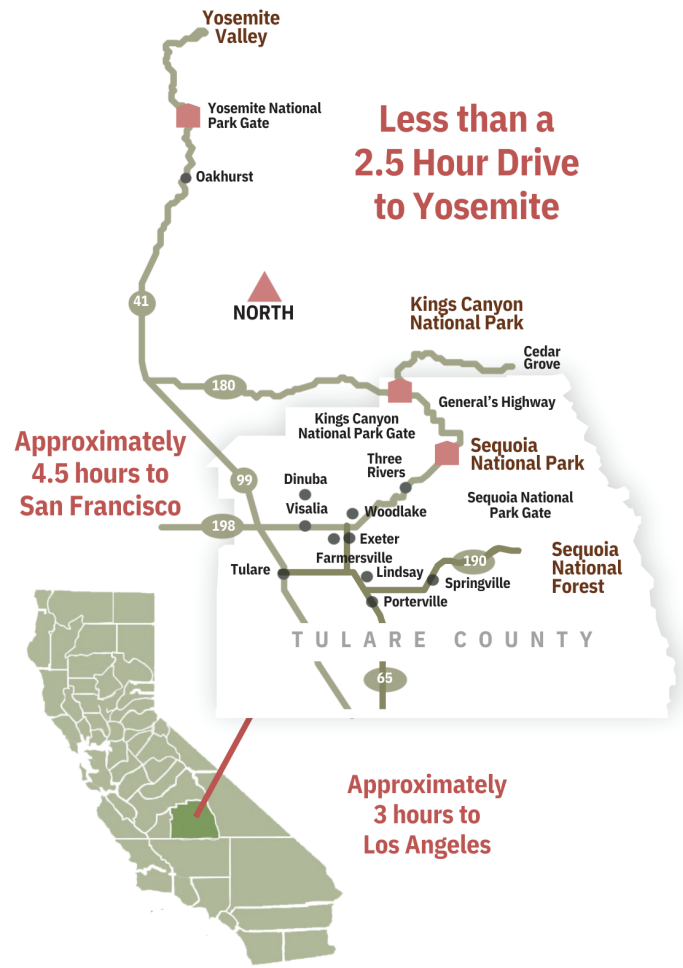 Yosemite
Valley
Yosemite National
Park Gate
Less than a
2.5 Hour Drive
to Yosemite
Oakhurst
NORTH
41
Kings Canyon
National Park
Cedar
Grove
180
General's Highway
Kings Canyon
National Park Gate
Approximately
4.5 hours to
San Francisco
Sequoia
National Park
Three
Rivers
99
Dinuba
Sequoia National
Park Gate
Visalia
Woodlake
198
Exeter
Farmersville
Sequoia
National
Forest
190
Tulare
Lindsay
Springville
Porterville
TULARE COUNTY
65
Approximately
3 hours to
Los Angeles